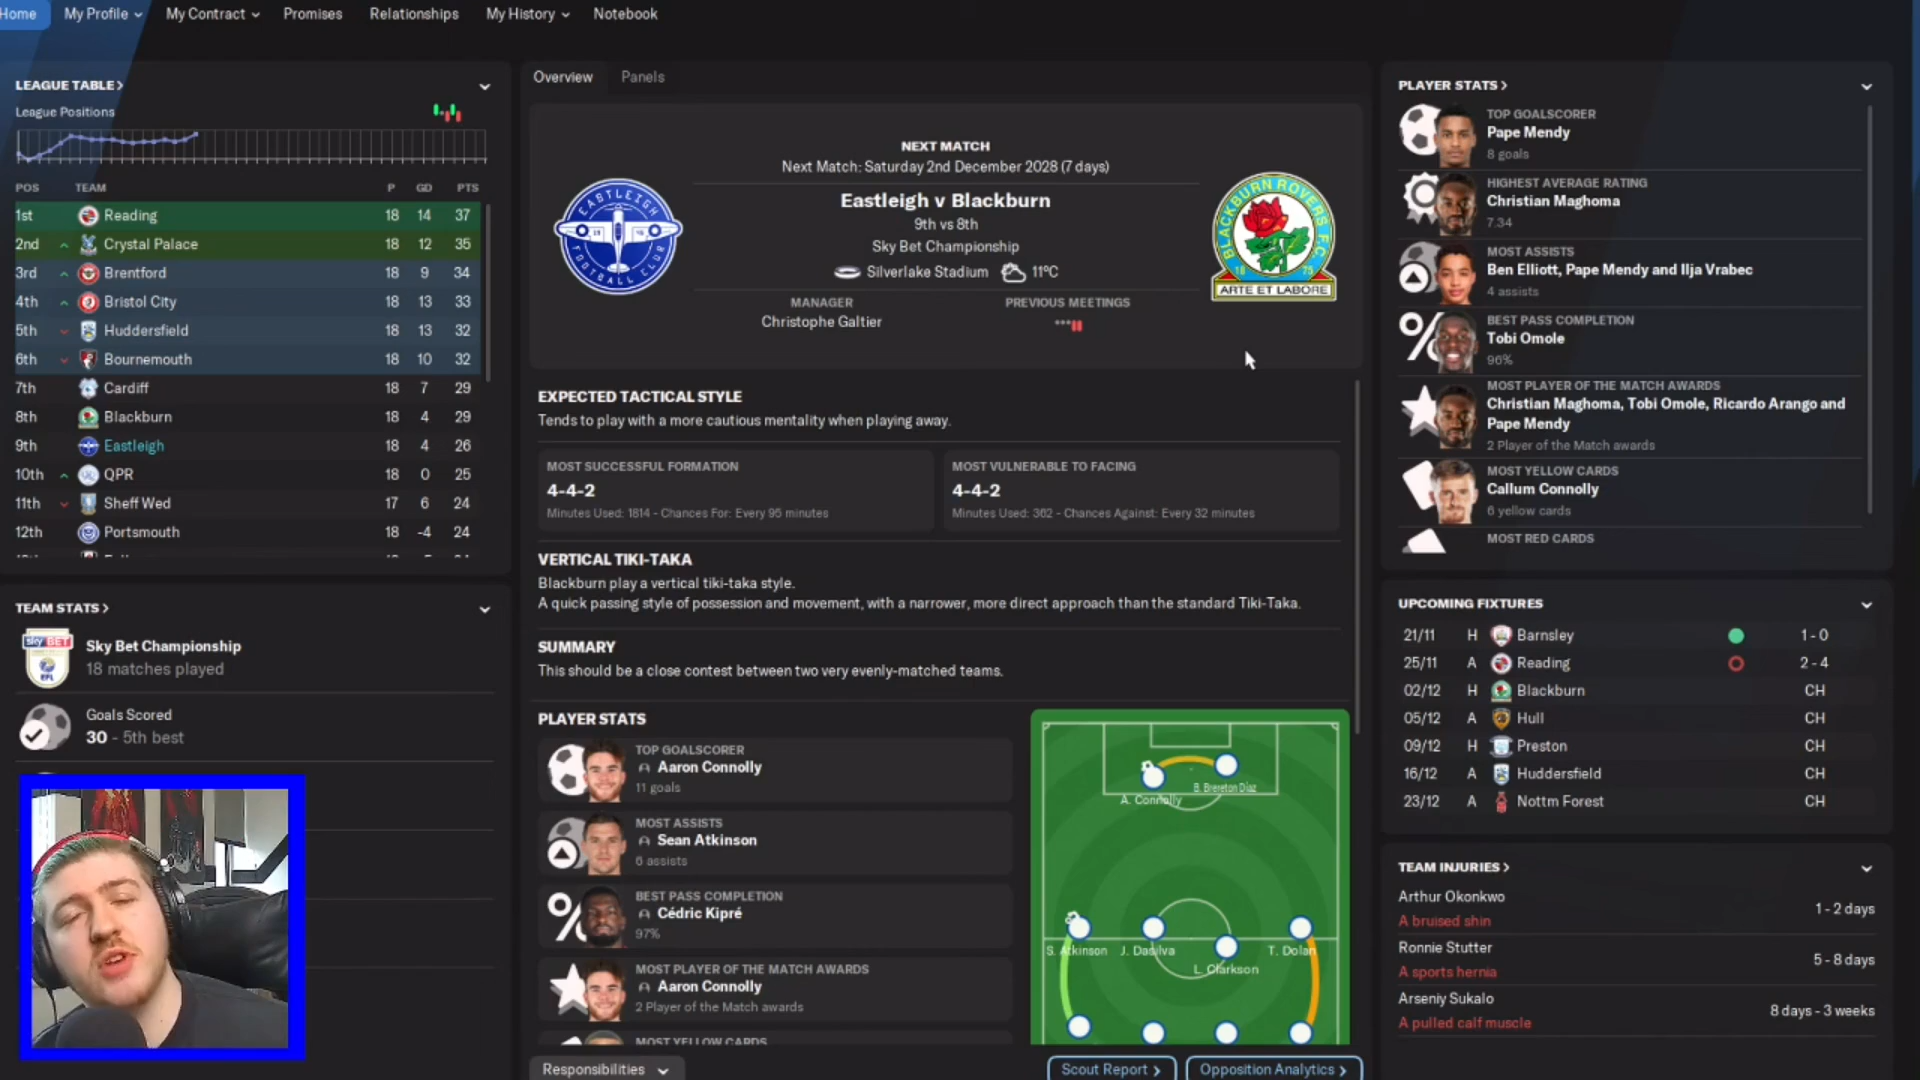 Home My Profile My Contract Promises Relationships My History Notebook
LEAGUE TABLE
League Positions
POS TEAM P GD PTS
1st Reading 18 14 37
2nd Crystal Palace 18 12 35
3rd Brentford 18 9 34
4th Bristol City 18 13 33
5th Huddersfield 18 13 32
6th Bournemouth 18 10 32
7th Cardiff 18 7 29
8th Blackburn 18 4 29
9th Eastleigh 18 4 26
10th QPR 18 0 25
11th Sheff Wed 17 6 24
12th Portsmouth 18 -4 24
TEAM STATS
sky BET
EFL
Sky Bet Championship
18 matches played
Goals Scored
30 - 5th best
Overview Panels
NEXT MATCH
Next Match: Saturday 2nd December 2028 (7 days)
EASTLEIGH
FOOTBALL CLUB
Eastleigh v Blackburn
9th vs 8th
Sky Bet Championship
Silverlake Stadium 11°C
MANAGER
Christophe Galtier
PREVIOUS MEETINGS
BLACKBURN ROVERS F.C.
18 75
ARTE ET LABORE
EXPECTED TACTICAL STYLE
Tends to play with a more cautious mentality when playing away.
MOST SUCCESSFUL FORMATION
4-4-2
Minutes Used: 1814 - Chances For: Every 95 minutes
MOST VULNERABLE TO FACING
4-4-2
Minutes Used: 362 - Chances Against: Every 32 minutes
VERTICAL TIKI-TAKA
Blackburn play a vertical tiki-taka style.
A quick passing style of possession and movement, with a narrower, more direct approach than the standard Tiki-Taka.
SUMMARY
This should be a close contest between two very evenly-matched teams.
PLAYER STATS
TOP GOALSCORER
Aaron Connolly
11 goals
MOST ASSISTS
Sean Atkinson
6 assists
BEST PASS COMPLETION
Cédric Kipré
97%
MOST PLAYER OF THE MATCH AWARDS
Aaron Connolly
2 Player of the Match awards
MOST YELLOW CARDS
A. Connolly
B. Brereton Díaz
S. Atkinson
J. Dasilva
L. Clarkson
T. Dolan
Responsibilities
Scout Report
Opposition Analytics
PLAYER STATS
TOP GOALSCORER
Pape Mendy
8 goals
HIGHEST AVERAGE RATING
Christian Maghoma
7.34
MOST ASSISTS
Ben Elliott, Pape Mendy and Ilja Vrabec
4 assists
BEST PASS COMPLETION
Tobi Omole
96%
MOST PLAYER OF THE MATCH AWARDS
Christian Maghoma, Tobi Omole, Ricardo Arango and
Pape Mendy
2 Player of the Match awards
MOST YELLOW CARDS
Callum Connolly
6 yellow cards
MOST RED CARDS
UPCOMING FIXTURES
21/11 H Barnsley 1 - 0
25/11 A Reading 2 - 4
02/12 H Blackburn CH
05/12 A Hull CH
09/12 H Preston CH
16/12 A Huddersfield CH
23/12 A Nottm Forest CH
TEAM INJURIES
Arthur Okonkwo
A bruised shin
1 - 2 days
Ronnie Stutter
A sports hernia
5 - 8 days
Arseniy Sukalo
A pulled calf muscle
8 days - 3 weeks